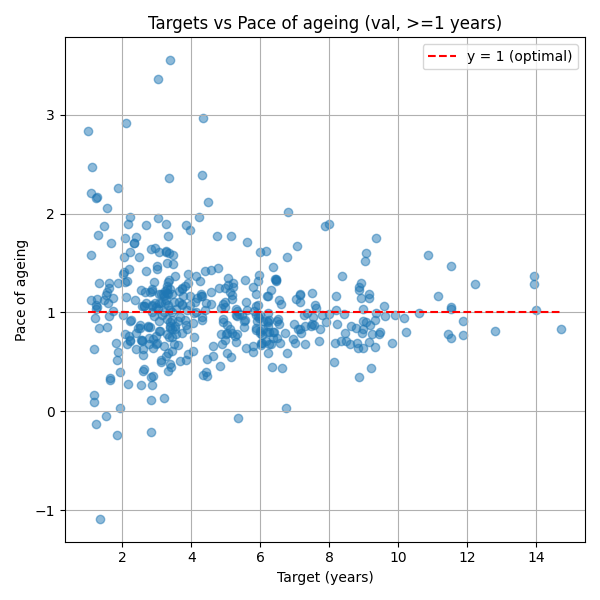 Targets vs Pace of ageing (val, >=1 years)
y = 1 (optimal)
3
2
1
0
−1
Pace of ageing
2 4 6 8 10 12 14
Target (years)